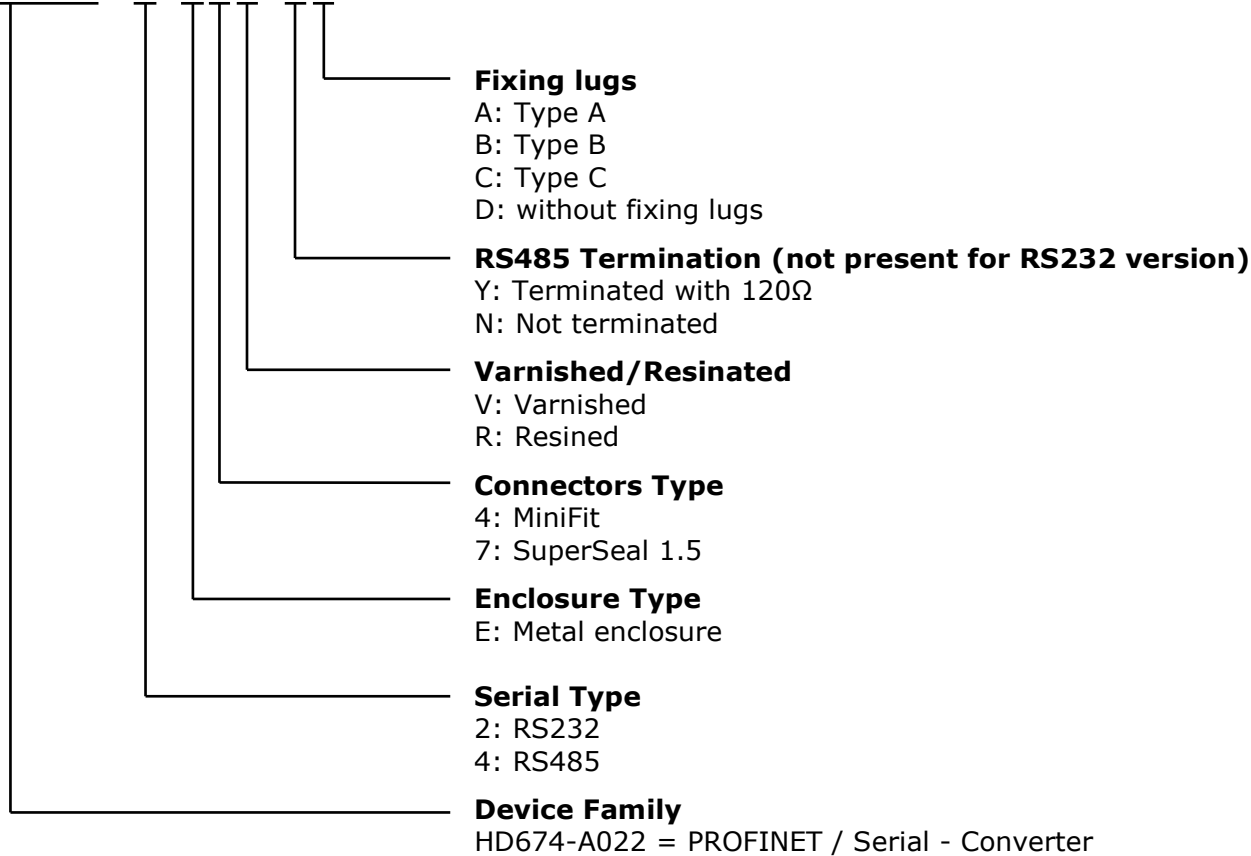 Fixing lugs
A: Type A
B: Type B
C: Type C
D: without fixing lugs
RS485 Termination (not present for RS232 version)
Y: Terminated with 120Ω
N: Not terminated
Varnished/Resinated
V: Varnished
R: Resined
Connectors Type
4: MiniFit
7: SuperSeal 1.5
Enclosure Type
E: Metal enclosure
Serial Type
2: RS232
4: RS485
Device Family
HD674-A022 = PROFINET / Serial - Converter